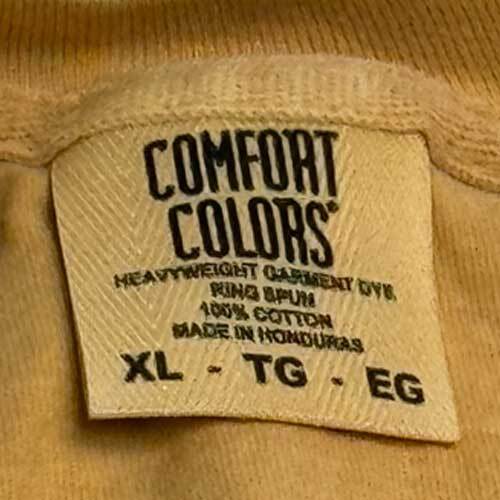 COMFORT
COLORS®
HEAVYWEIGHT GARMENT DYE
RING SPUN
100% COTTON
MADE IN HONDURAS
XL - TG - EG